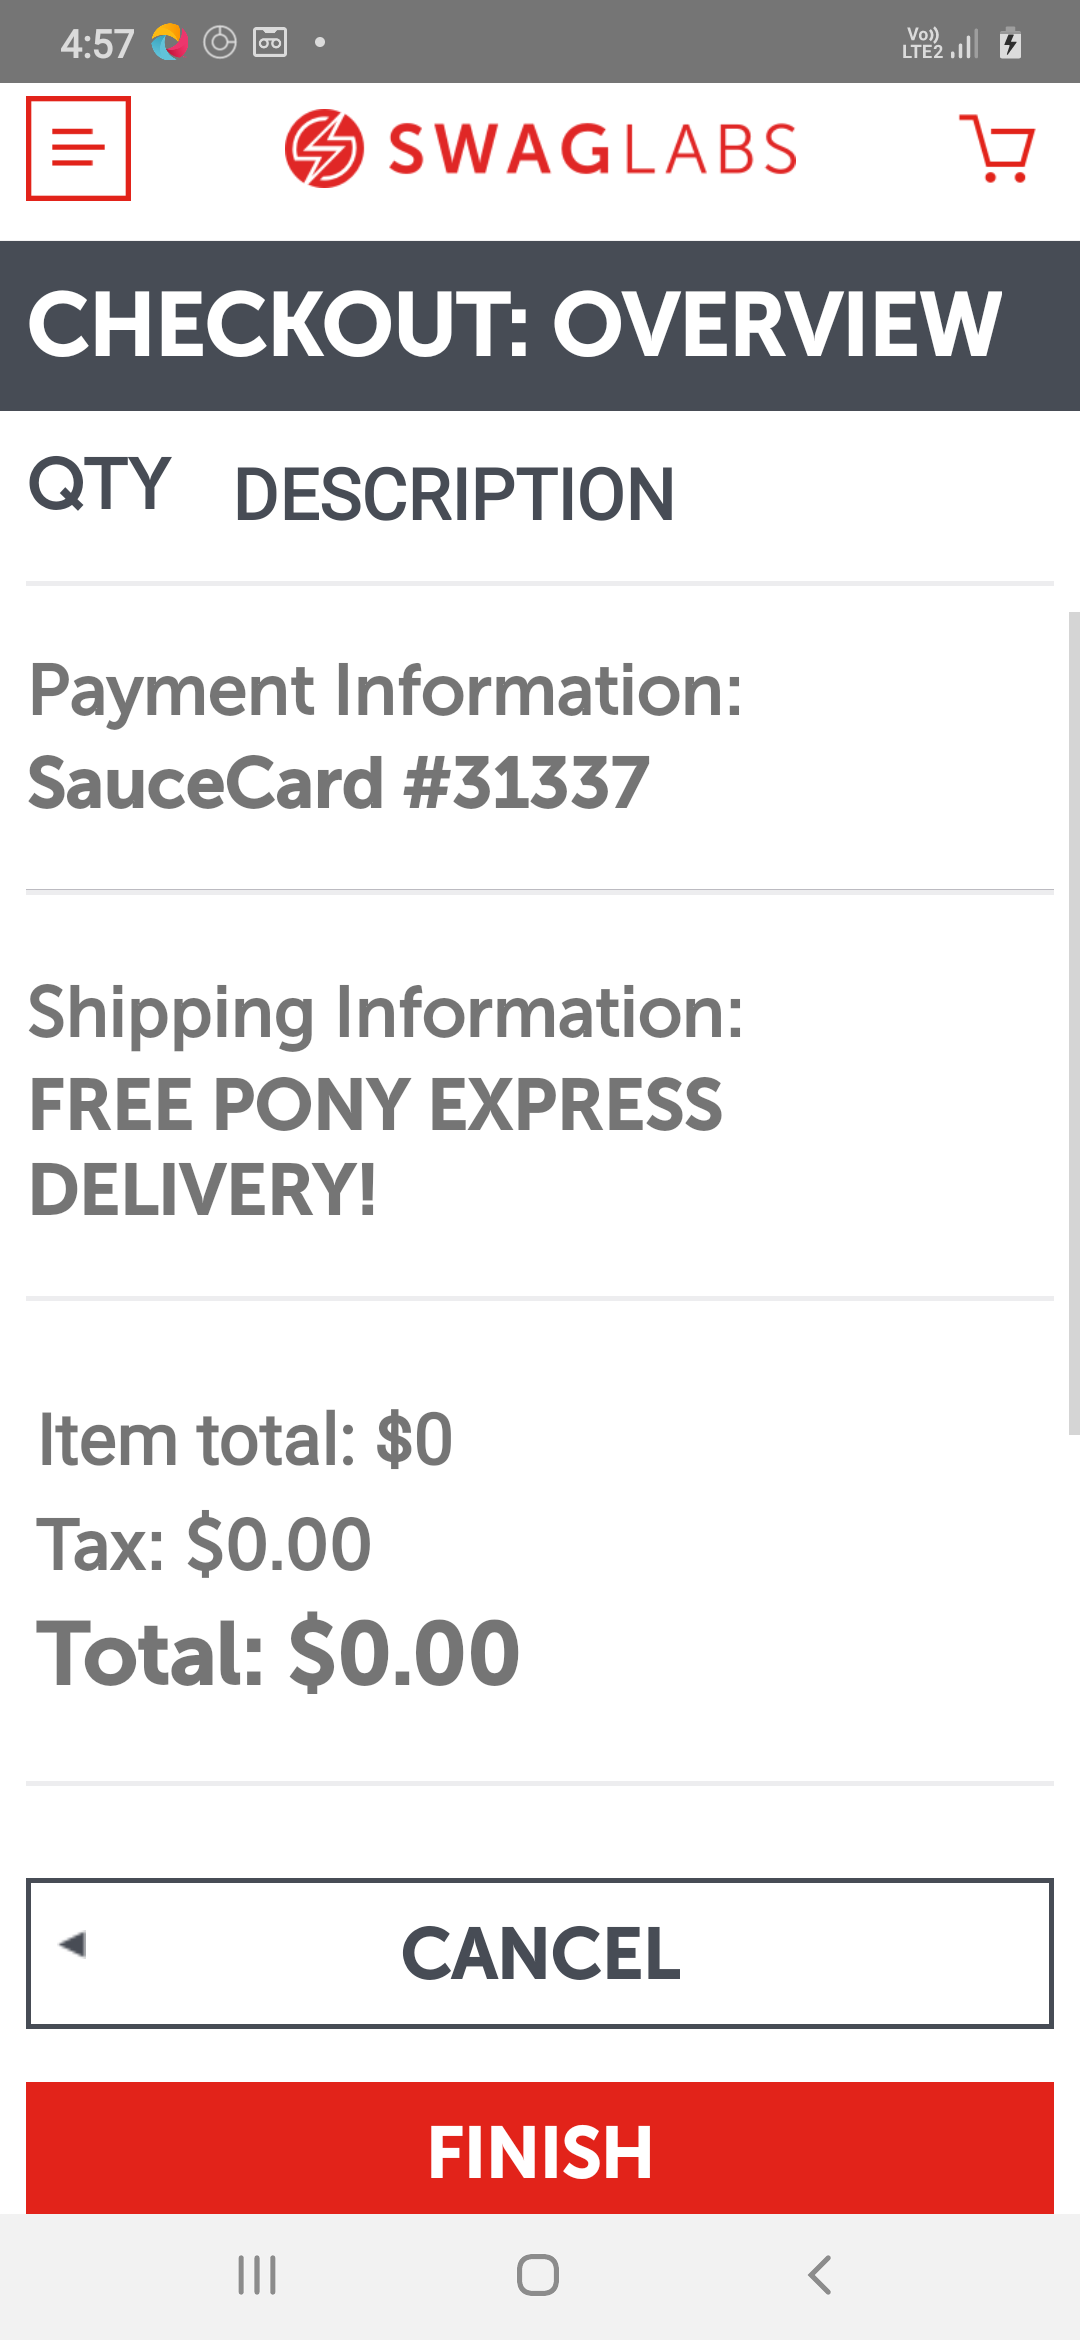 4:57
Vo))
LTE2
SWAGLABS
CHECKOUT: OVERVIEW
QTY DESCRIPTION
Payment Information:
SauceCard #31337
Shipping Information:
FREE PONY EXPRESS
DELIVERY!
Item total: $0
Tax: $0.00
Total: $0.00
CANCEL
FINISH